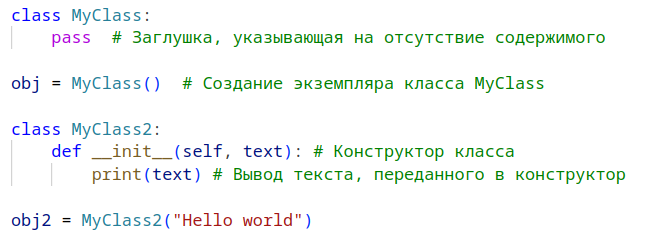 class MyClass:
    pass  # Заглушка, указывающая на отсутствие содержимого

obj = MyClass()  # Создание экземпляра класса MyClass

class MyClass2:
    def __init__(self, text): # Конструктор класса
        print(text) # Вывод текста, переданного в конструктор

obj2 = MyClass2("Hello world")